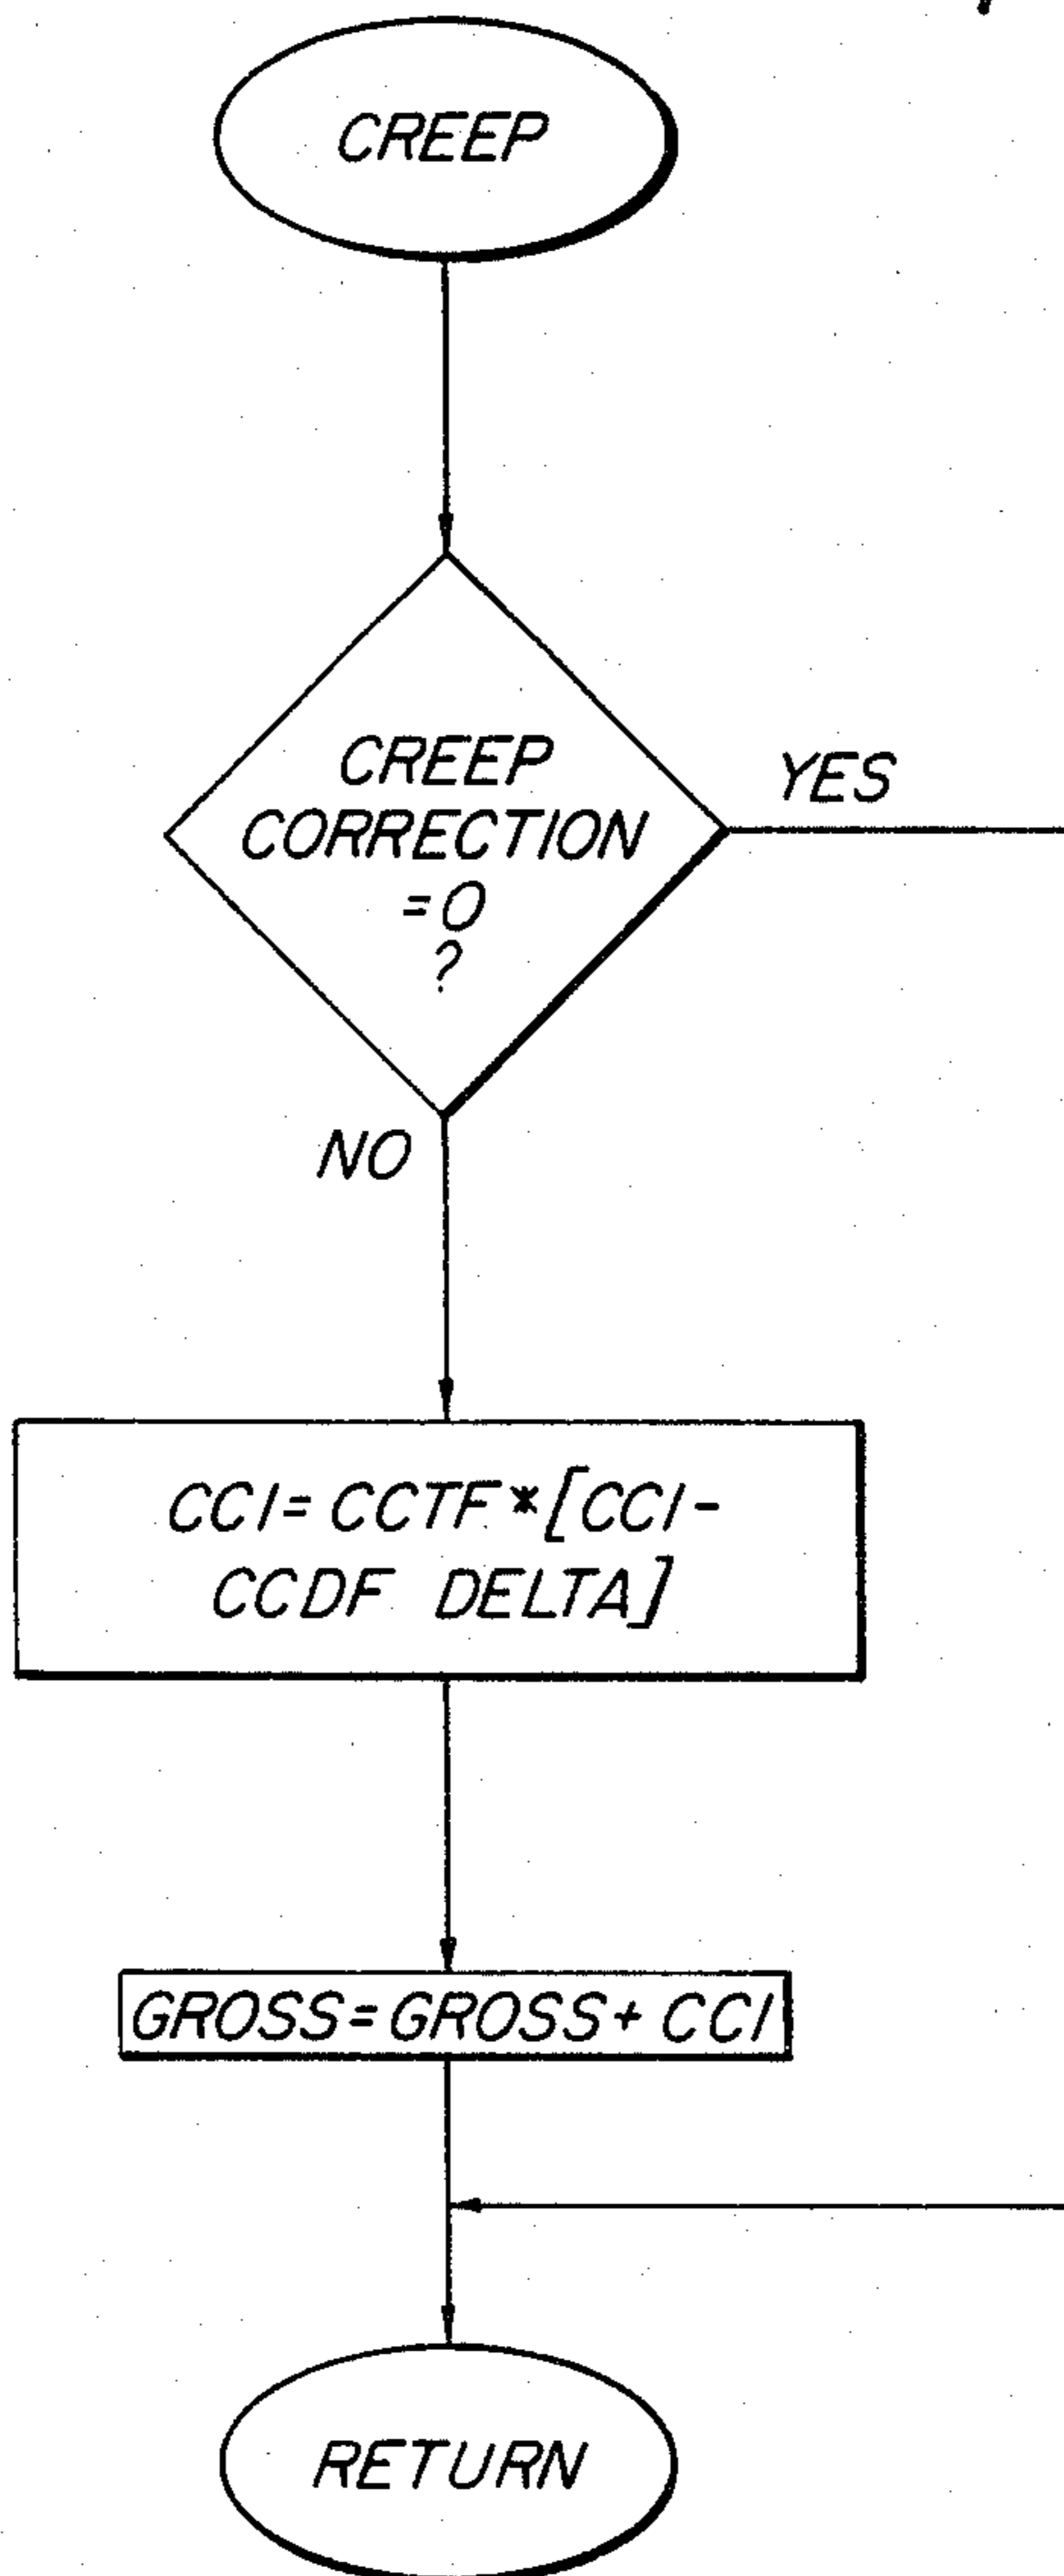 CREEP
CREEP
CORRECTION
=0
?
YES
NO
CCI= CCTF*[CCI-
CCDF DELTA]
GROSS=GROSS+ CCI
RETURN